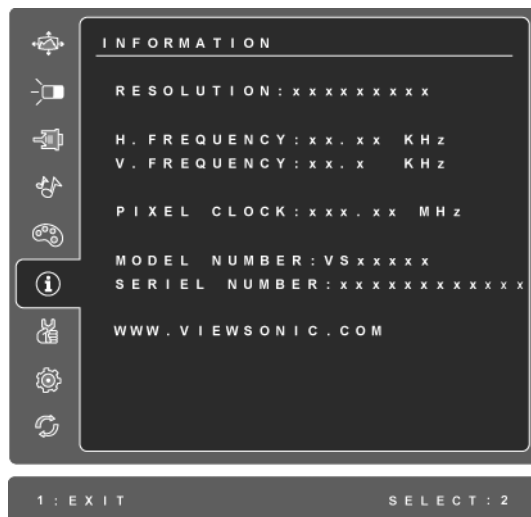 INFORMATION
RESOLUTION:xxxxxxxxx
H. FREQUENCY:xx.xx KHz
V. FREQUENCY:xx.x KHz
PIXEL CLOCK:xxx.xx MHz
MODEL NUMBER:VSxxxxx
SERIEL NUMBER:xxxxxxxxxxxx
WWW.VIEWSONIC.COM
1:EXIT SELECT:2